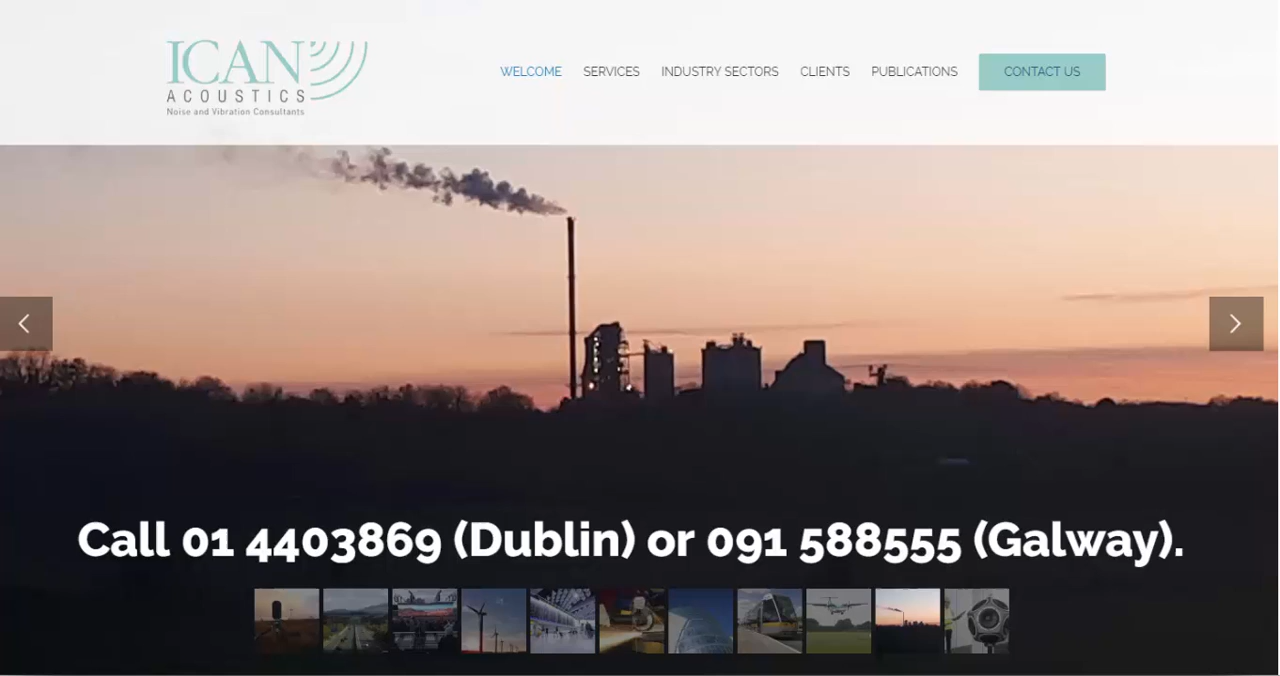 ICAN
ACOUSTICS
Noise and Vibration Consultants
WELCOME SERVICES INDUSTRY SECTORS CLIENTS PUBLICATIONS CONTACT US
Call 01 4403869 (Dublin) or 091 588555 (Galway).